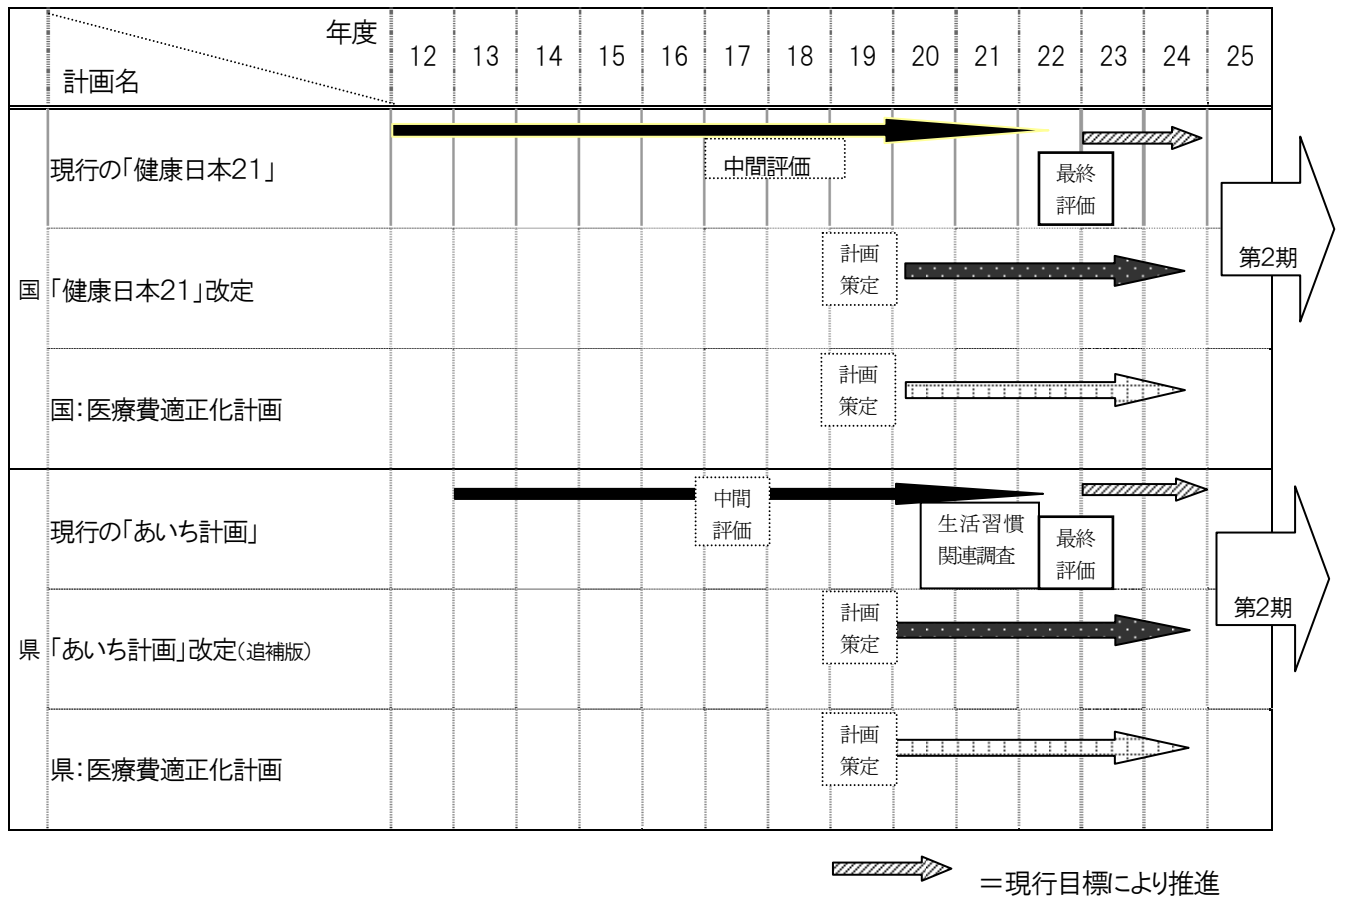 年度
計画名
12 13 14 15 16 17 18 19 20 21 22 23 24 25
国
現行の「健康日本21」
中間評価
最終
評価
「健康日本21」改定
計画
策定
第2期
国：医療費適正化計画
計画
策定
県
現行の「あいち計画」
中間
評価
生活習慣
関連調査
最終
評価
「あいち計画」改定(追補版)
計画
策定
第2期
県：医療費適正化計画
計画
策定
＝現行目標により推進